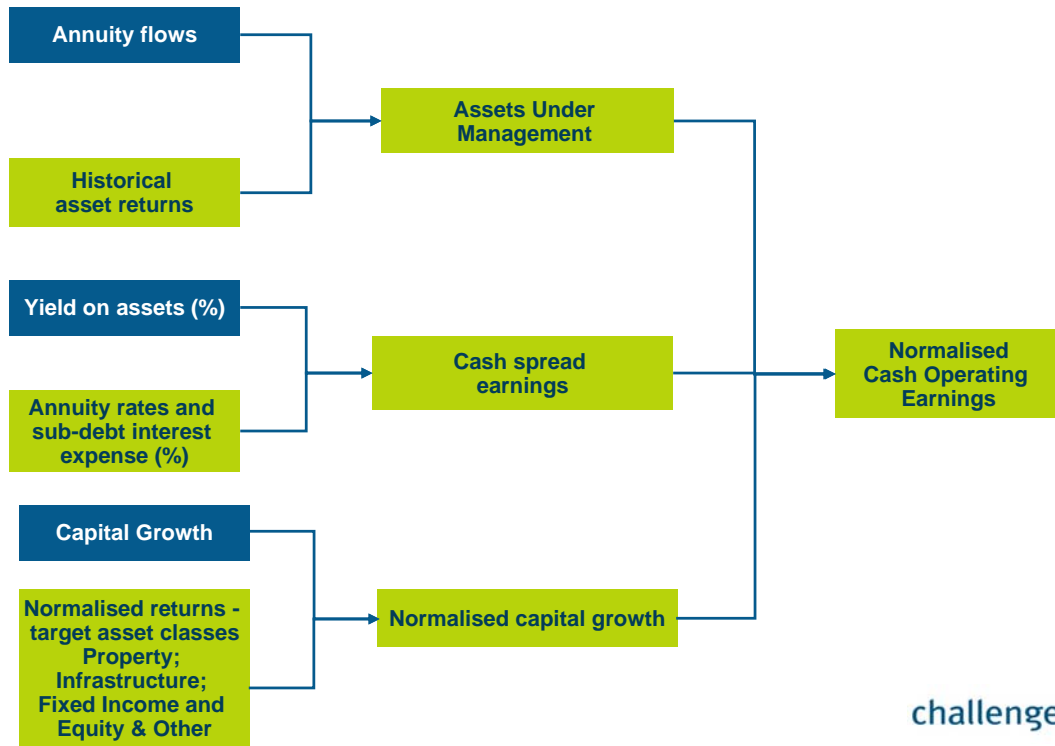 Annuity flows
Historical
asset returns
Assets Under
Management
Yield on assets (%)
Annuity rates and
sub-debt interest
expense (%)
Cash spread
earnings
Normalised
Cash Operating
Earnings
Capital Growth
Normalised returns -
target asset classes
Property;
Infrastructure;
Fixed Income and
Equity & Other
Normalised capital growth
challenge